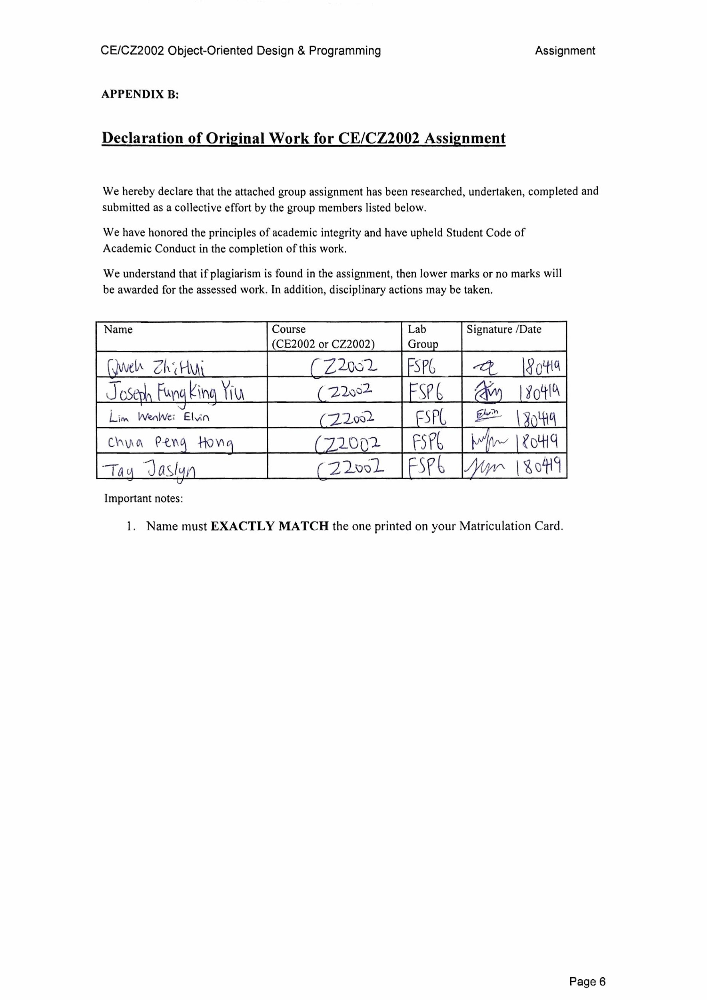 CE/CZ2002 Object-Oriented Design & Programming Assignment
APPENDIX B:
Declaration of Original Work for CE/CZ2002 Assignment
We hereby declare that the attached group assignment has been researched, undertaken, completed and
submitted as a collective effort by the group members listed below.
We have honored the principles of academic integrity and have upheld Student Code of
Academic Conduct in the completion of this work.
We understand that if plagiarism is found in the assignment, then lower marks or no marks will
be awarded for the assessed work. In addition, disciplinary actions may be taken.
Name Course Lab Signature /Date
(CE2002 or CZ2002) Group
Qweh ZhiHui CZ2002 FSP6 180419
Joseph Fung King Yiu CZ2002 FSP6 180419
Lim WenWei Elvin CZ2002 FSP6 Elvin 180419
Chua Peng Hong CZ2002 FSP6 180419
Tay Jaslyn CZ2002 FSP6 180419
Important notes:
1. Name must EXACTLY MATCH the one printed on your Matriculation Card.
Page 6